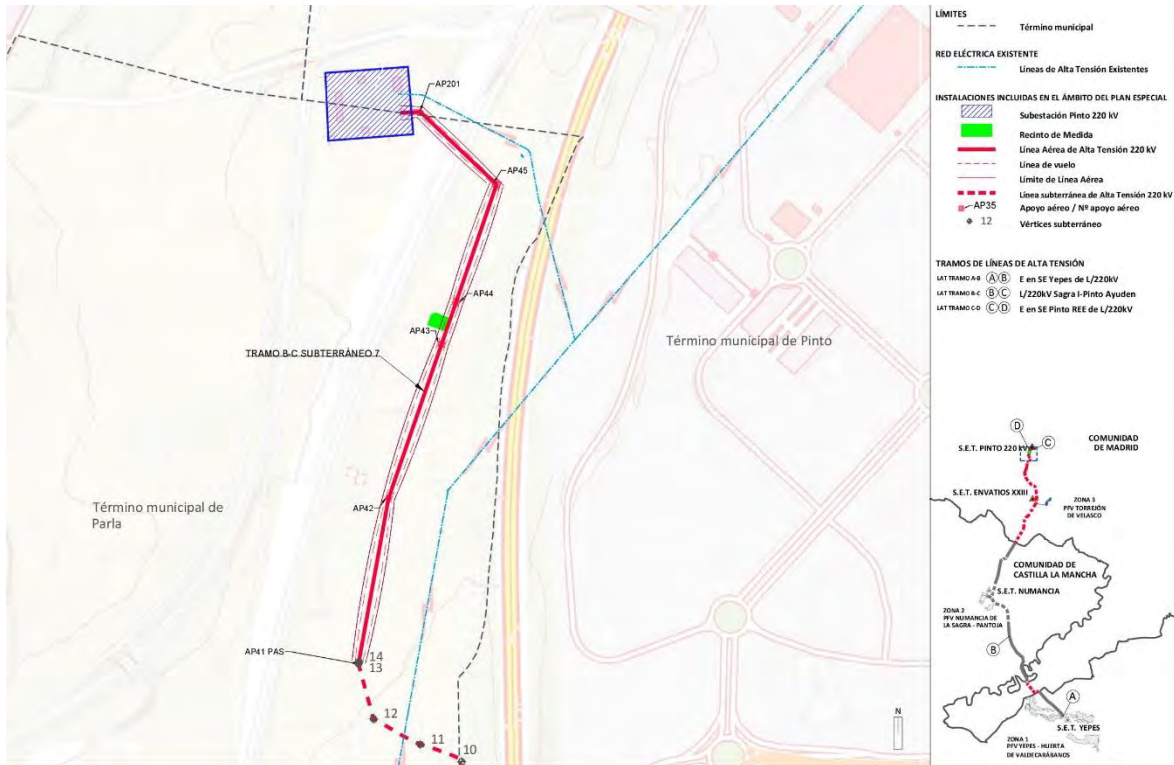 AP201
AP45
AP44
AP43
TRAMO B-C SUBTERRÁNEO 7
Término municipal de Pinto
AP42
Término municipal de
Parla
AP41 PAS
14
13
12
11
10
N
LÍMITES
Término municipal
RED ELÉCTRICA EXISTENTE
Líneas de Alta Tensión Existentes
INSTALACIONES INCLUIDAS EN EL ÁMBITO DEL PLAN ESPECIAL
Subestación Pinto 220 kV
Recinto de Medida
Línea Aérea de Alta Tensión 220 kV
Línea de vuelo
Límite de Línea Aérea
Línea subterránea de Alta Tensión 220 kV
AP35 Apoyo aéreo / Nº apoyo aéreo
12 Vértices subterráneo
TRAMOS DE LÍNEAS DE ALTA TENSIÓN
LAT TRAMO A-B A B E en SE Yepes de L/220kV
LAT TRAMO B-C B C L/220kV Sagra I-Pinto Ayuden
LAT TRAMO C-D C D E en SE Pinto REE de L/220kV
D
C
COMUNIDAD
DE MADRID
S.E.T. PINTO 220 kV
S.E.T. ENVATIOS XXIII
ZONA 3
PFV TORREJÓN
DE VELASCO
COMUNIDAD DE
CASTILLA LA MANCHA
S.E.T. NUMANCIA
ZONA 2
PFV NUMANCIA DE
LA SAGRA - PANTOJA
B
A
S.E.T. YEPES
ZONA 1
PFV YEPES - HUERTA
DE VALDECARÁBANOS